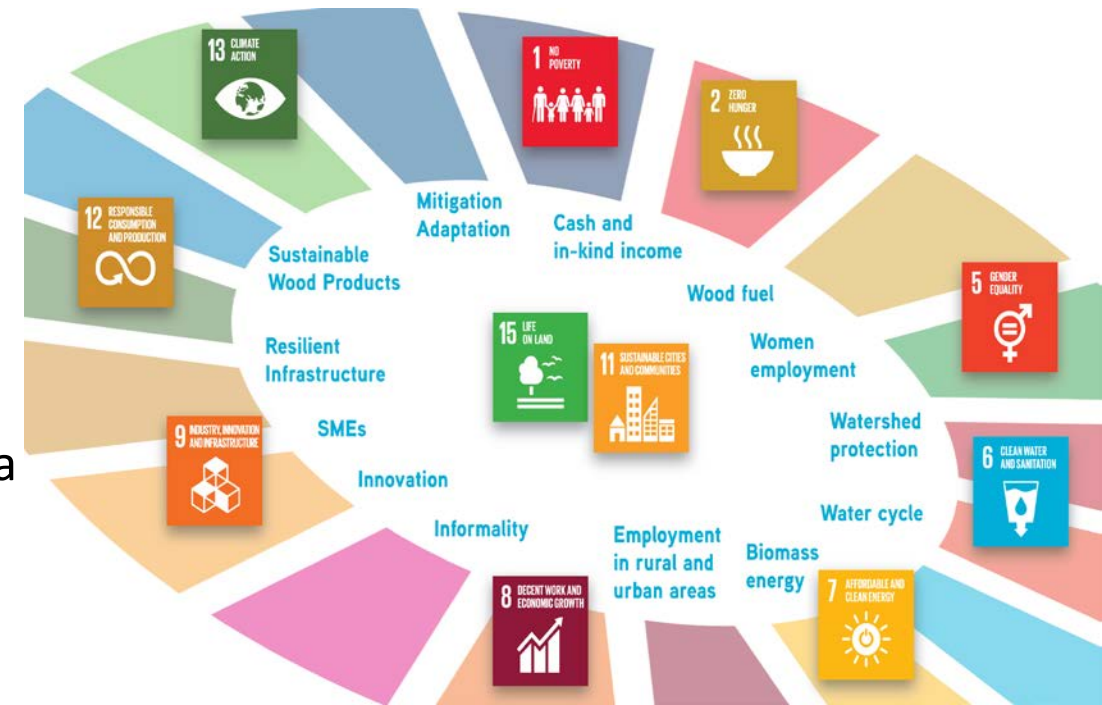 13 CLIMATE
ACTION
1 NO
POVERTY
2 ZERO
HUNGER
Mitigation
Adaptation
Cash and
in-kind income
12 RESPONSIBLE
CONSUMPTION
AND PRODUCTION
Sustainable
Wood Products
Wood fuel
5 GENDER
EQUALITY
15 LIFE
ON LAND
11 SUSTAINABLE CITIES
AND COMMUNITIES
Resilient
Infrastructure
Women
employment
9 INDUSTRY, INNOVATION
AND INFRASTRUCTURE
SMEs
Watershed
protection
6 CLEAN WATER
AND SANITATION
a
Innovation
Water cycle
Informality
Employment
in rural and
urban areas
Biomass
energy
8 DECENT WORK AND
ECONOMIC GROWTH
7 AFFORDABLE AND
CLEAN ENERGY